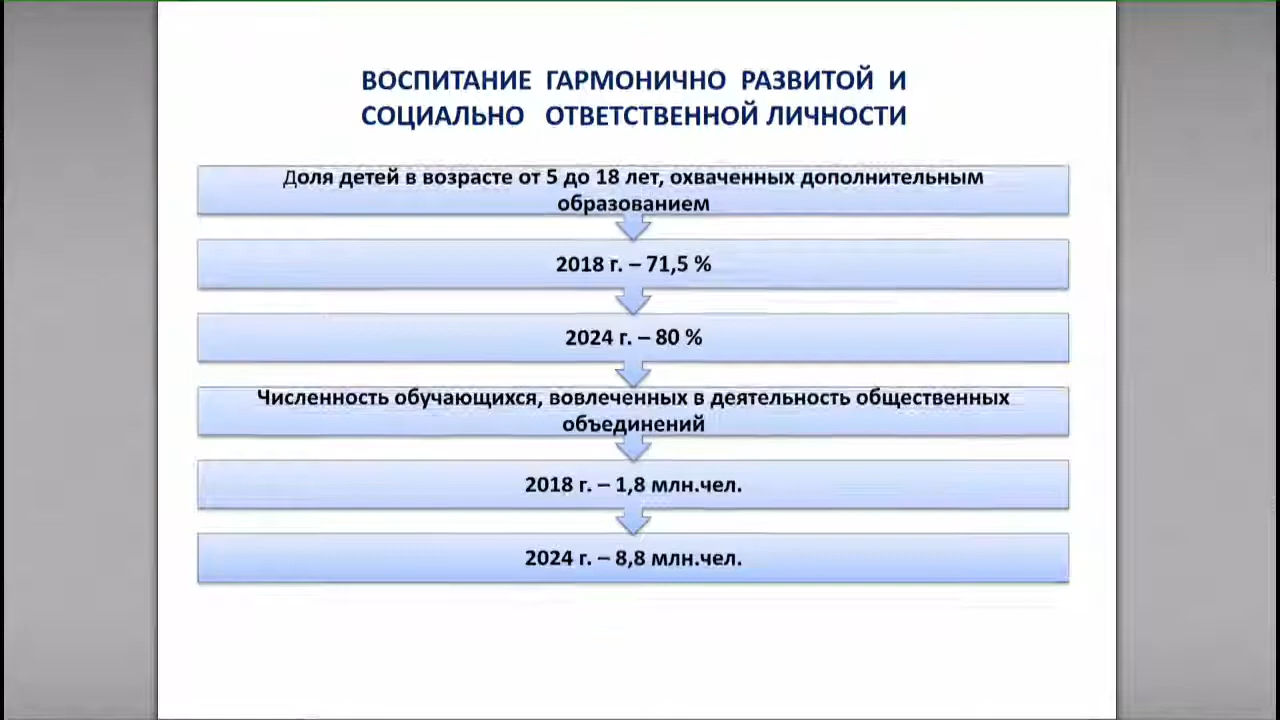 ВОСПИТАНИЕ ГАРМОНИЧНО РАЗВИТОЙ И
СОЦИАЛЬНО ОТВЕТСТВЕННОЙ ЛИЧНОСТИ
Доля детей в возрасте от 5 до 18 лет, охваченных дополнительным
образованием
2018 г. – 71,5 %
2024 г. – 80 %
Численность обучающихся, вовлеченных в деятельность общественных
объединений
2018 г. – 1,8 млн.чел.
2024 г. – 8,8 млн.чел.